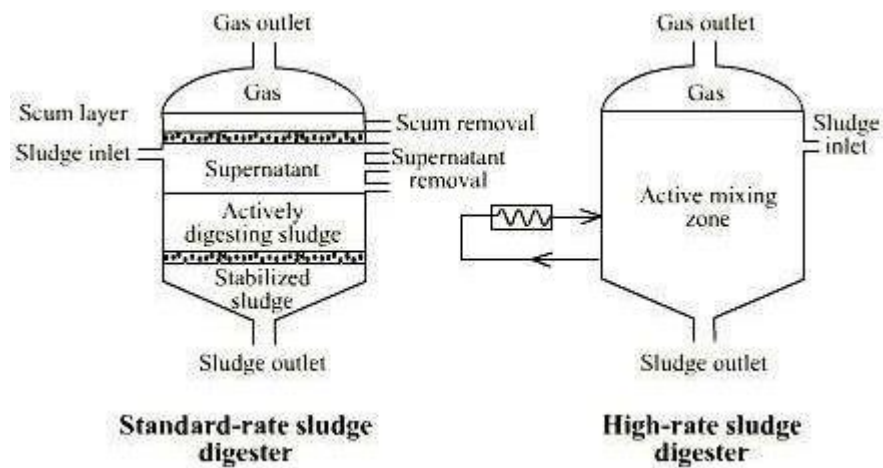 Gas outlet
Gas
Scum layer
Scum removal
Sludge inlet
Supernatant
Supernatant
removal
Actively
digesting sludge
Stabilized
sludge
Sludge outlet
Standard-rate sludge
digester
Gas outlet
Gas
Sludge
inlet
Active mixing
zone
Sludge outlet
High-rate sludge
digester